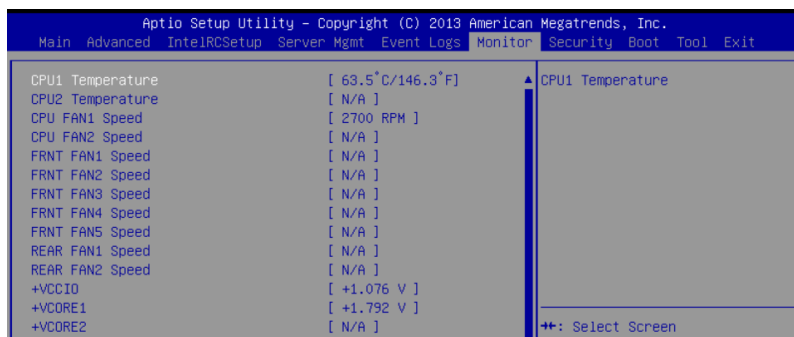 Aptio Setup Utility – Copyright (C) 2013 American Megatrends, Inc.
Main Advanced IntelRCSetup Server Mgmt Event Logs Monitor Security Boot Tool Exit
CPU1 Temperature [ 63.5°C/146.3°F] ▲ CPU1 Temperature
CPU2 Temperature [ N/A ]
CPU FAN1 Speed [ 2700 RPM ]
CPU FAN2 Speed [ N/A ]
FRNT FAN1 Speed [ N/A ]
FRNT FAN2 Speed [ N/A ]
FRNT FAN3 Speed [ N/A ]
FRNT FAN4 Speed [ N/A ]
FRNT FAN5 Speed [ N/A ]
REAR FAN1 Speed [ N/A ]
REAR FAN2 Speed [ N/A ]
+VCCIO [ +1.076 V ]
+VCORE1 [ +1.792 V ]
+VCORE2 [ N/A ] →←: Select Screen